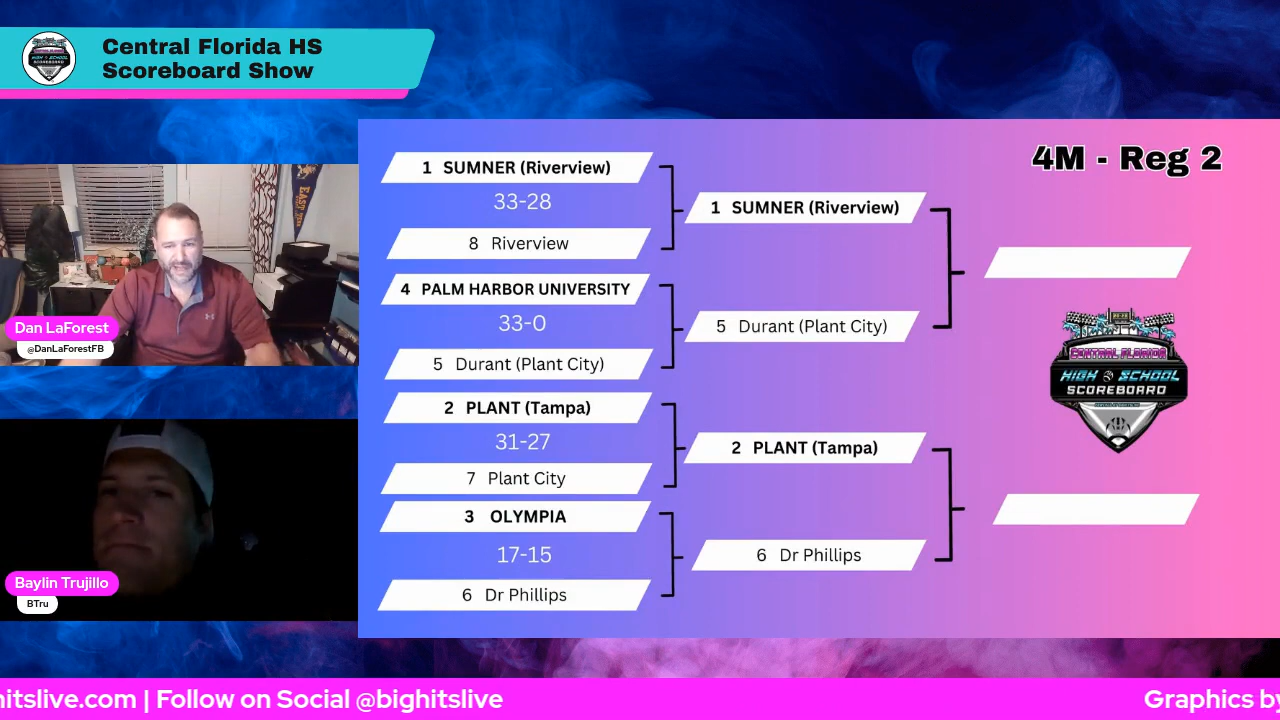 Central Florida HS
Scoreboard Show
4M - Reg 2
1 SUMNER (Riverview)
33-28
8 Riverview
4 PALM HARBOR UNIVERSITY
33-0
5 Durant (Plant City)
2 PLANT (Tampa)
31-27
7 Plant City
3 OLYMPIA
17-15
6 Dr Phillips
1 SUMNER (Riverview)
5 Durant (Plant City)
2 PLANT (Tampa)
6 Dr Phillips
CENTRAL FLORIDA
HIGH SCHOOL
SCOREBOARD
EAST
Dan LaForest
@DanLaForestFB
Baylin Trujillo
BTru
hitslive.com | Follow on Social @bighitslive
Graphics by